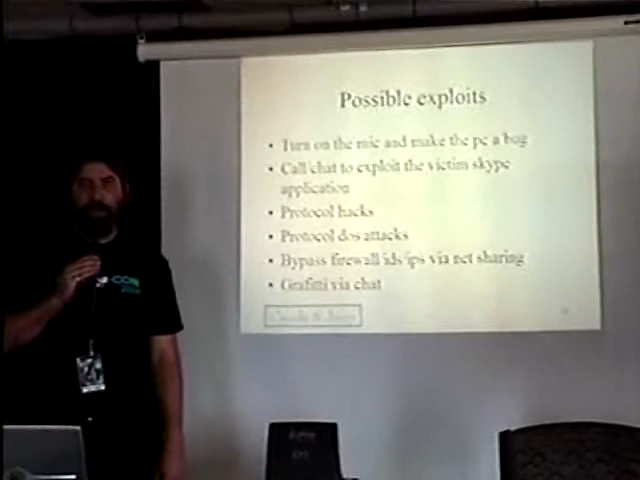 Possible exploits
• Turn on the mic and make the pc a bug
• Call/chat to exploit the victim skype
application
• Protocol hacks
• Protocol dos attacks
• Bypass firewall/ids/ips via net sharing
• Grafitti via chat